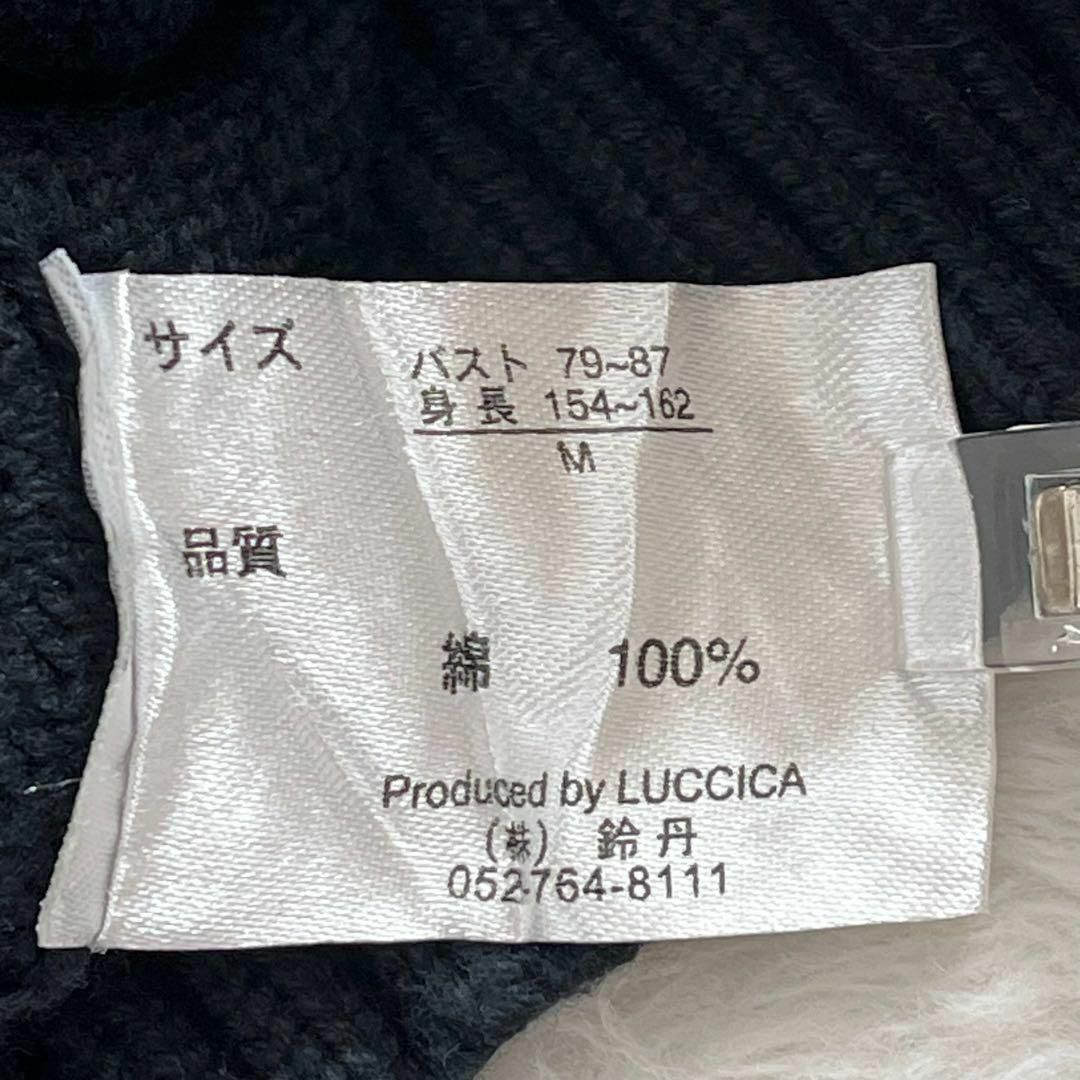 サイズ
バスト 79~87
身長 154~162
M
品質
綿 100%
Produced by LUCCICA
(株) 鈴丹
052-764-8111